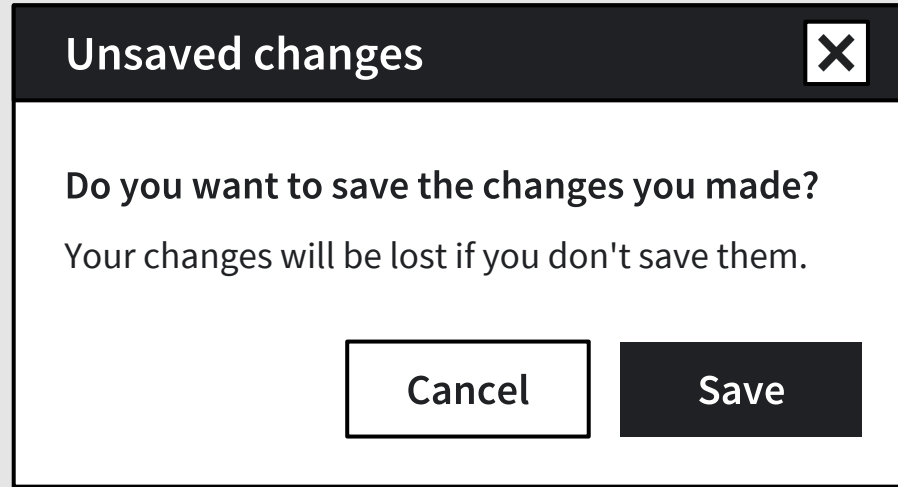 Unsaved changes
Do you want to save the changes you made?
Your changes will be lost if you don't save them.
Cancel
Save